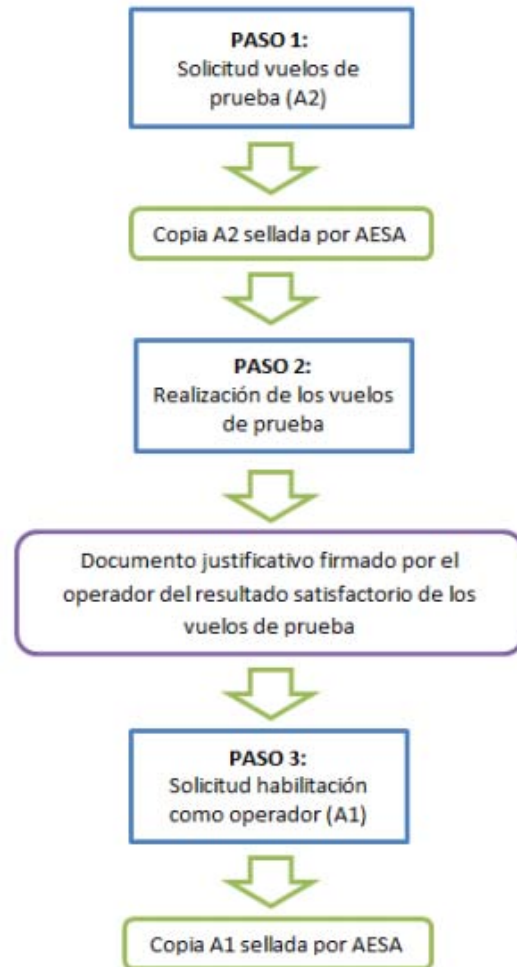 PASO 1:
Solicitud vuelos de
prueba (A2)
Copia A2 sellada por AESA
PASO 2:
Realización de los vuelos
de prueba
Documento justificativo firmado por el
operador del resultado satisfactorio de los
vuelos de prueba
PASO 3:
Solicitud habilitación
como operador (A1)
Copia A1 sellada por AESA